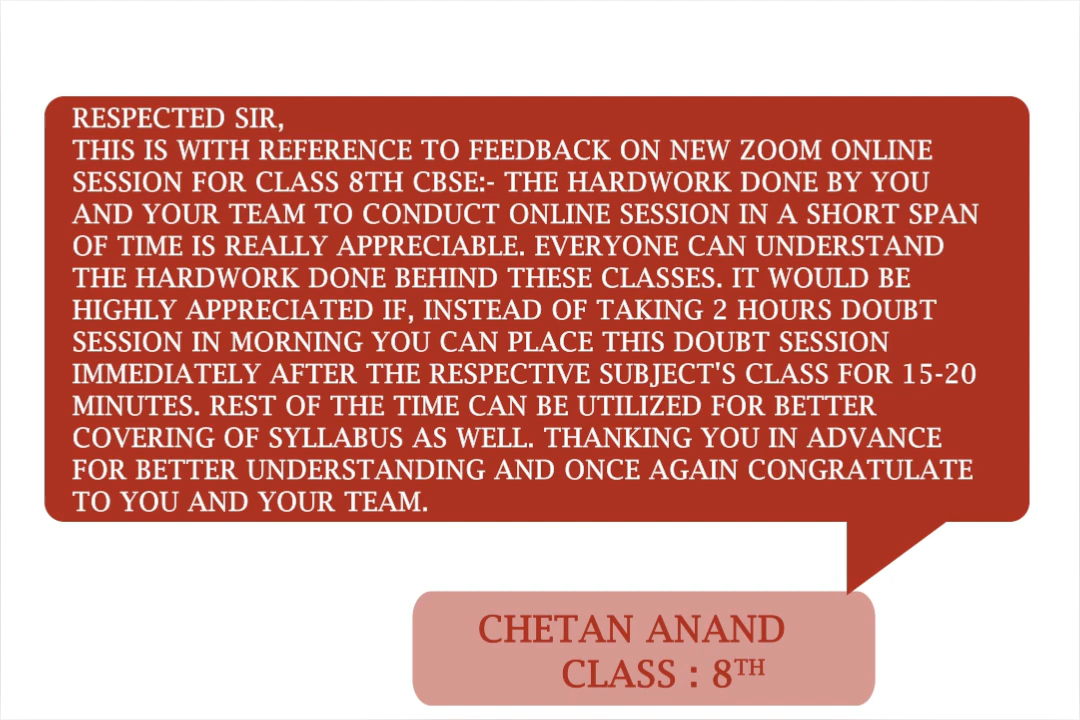 RESPECTED SIR,
THIS IS WITH REFERENCE TO FEEDBACK ON NEW ZOOM ONLINE
SESSION FOR CLASS 8TH CBSE:- THE HARDWORK DONE BY YOU
AND YOUR TEAM TO CONDUCT ONLINE SESSION IN A SHORT SPAN
OF TIME IS REALLY APPRECIABLE. EVERYONE CAN UNDERSTAND
THE HARDWORK DONE BEHIND THESE CLASSES. IT WOULD BE
HIGHLY APPRECIATED IF, INSTEAD OF TAKING 2 HOURS DOUBT
SESSION IN MORNING YOU CAN PLACE THIS DOUBT SESSION
IMMEDIATELY AFTER THE RESPECTIVE SUBJECT'S CLASS FOR 15-20
MINUTES. REST OF THE TIME CAN BE UTILIZED FOR BETTER
COVERING OF SYLLABUS AS WELL. THANKING YOU IN ADVANCE
FOR BETTER UNDERSTANDING AND ONCE AGAIN CONGRATULATE
TO YOU AND YOUR TEAM.
CHETAN ANAND
CLASS : 8TH